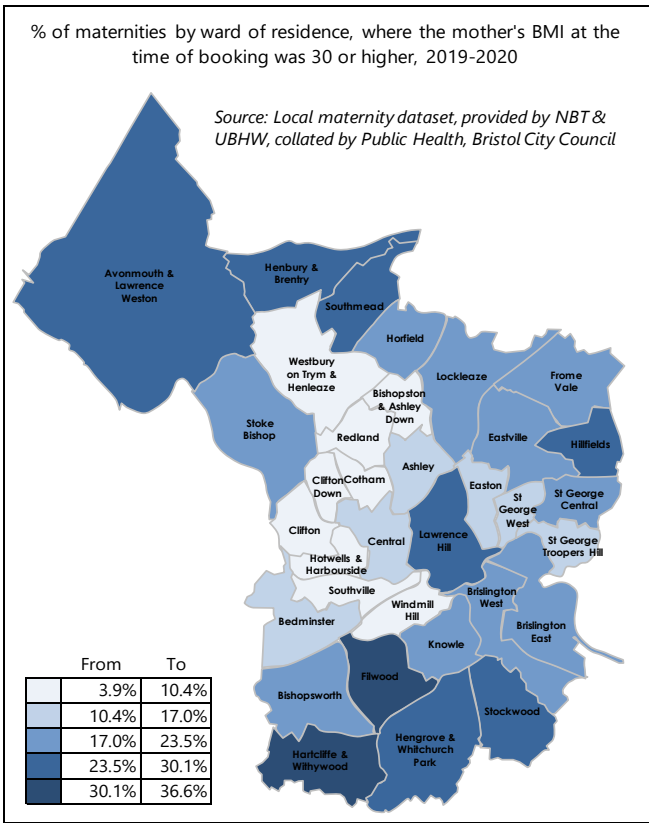 % of maternities by ward of residence, where the mother's BMI at the
time of booking was 30 or higher, 2019-2020
Source: Local maternity dataset, provided by NBT &
UBHW, collated by Public Health, Bristol City Council
Avonmouth &
Lawrence
Weston
Henbury &
Brentry
Southmead
Horfield
Westbury
on Trym &
Henleaze
Lockleaze
Frome
Vale
Bishopston
& Ashley
Down
Stoke
Bishop
Redland
Eastville
Hillfields
Ashley
Clifton
Down
Cotham
Easton
St
George
West
St George
Central
Clifton
Central
Lawrence
Hill
St George
Troopers Hill
Hotwells &
Harbourside
Southville
Windmill
Hill
Brislington
West
Bedminster
Knowle
Brislington
East
Filwood
Bishopsworth
Stockwood
Hengrove &
Whitchurch
Park
Hartcliffe &
Withywood
From To
3.9% 10.4%
10.4% 17.0%
17.0% 23.5%
23.5% 30.1%
30.1% 36.6%